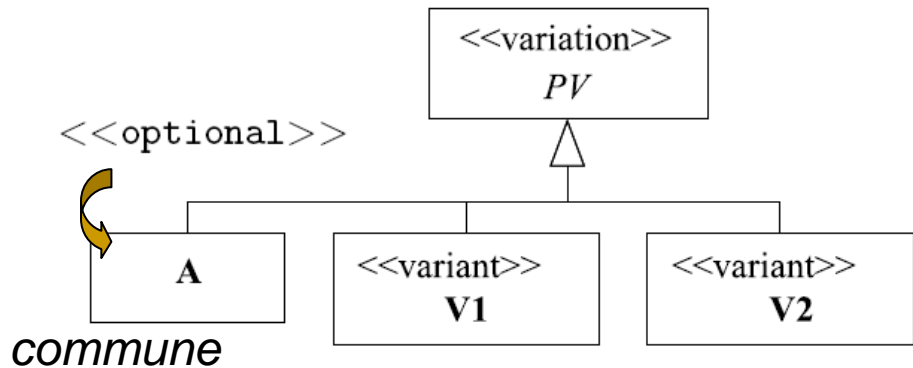 <<variation>>
PV
<<optional>>
A
<<variant>>
V1
<<variant>>
V2
commune